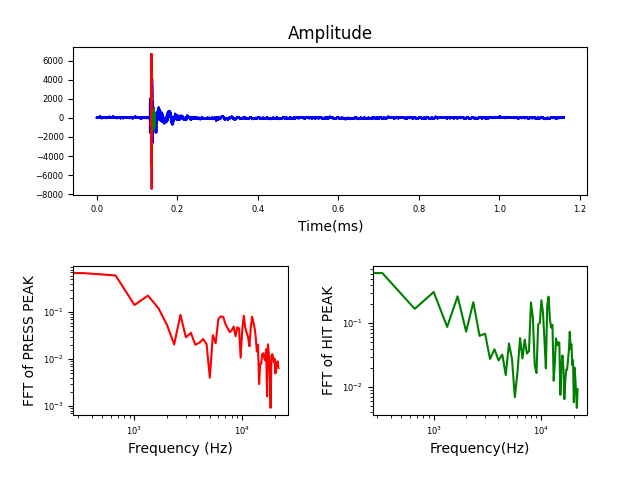 Amplitude
6000
4000
2000
0
−2000
−4000
−6000
−8000
0.0 0.2 0.4 0.6 0.8 1.0 1.2
Time(ms)
FFT of PRESS PEAK
10⁻¹
10⁻²
10⁻³
10³ 10⁴
Frequency (Hz)
FFT of HIT PEAK
10⁻¹
10⁻²
10³ 10⁴
Frequency(Hz)